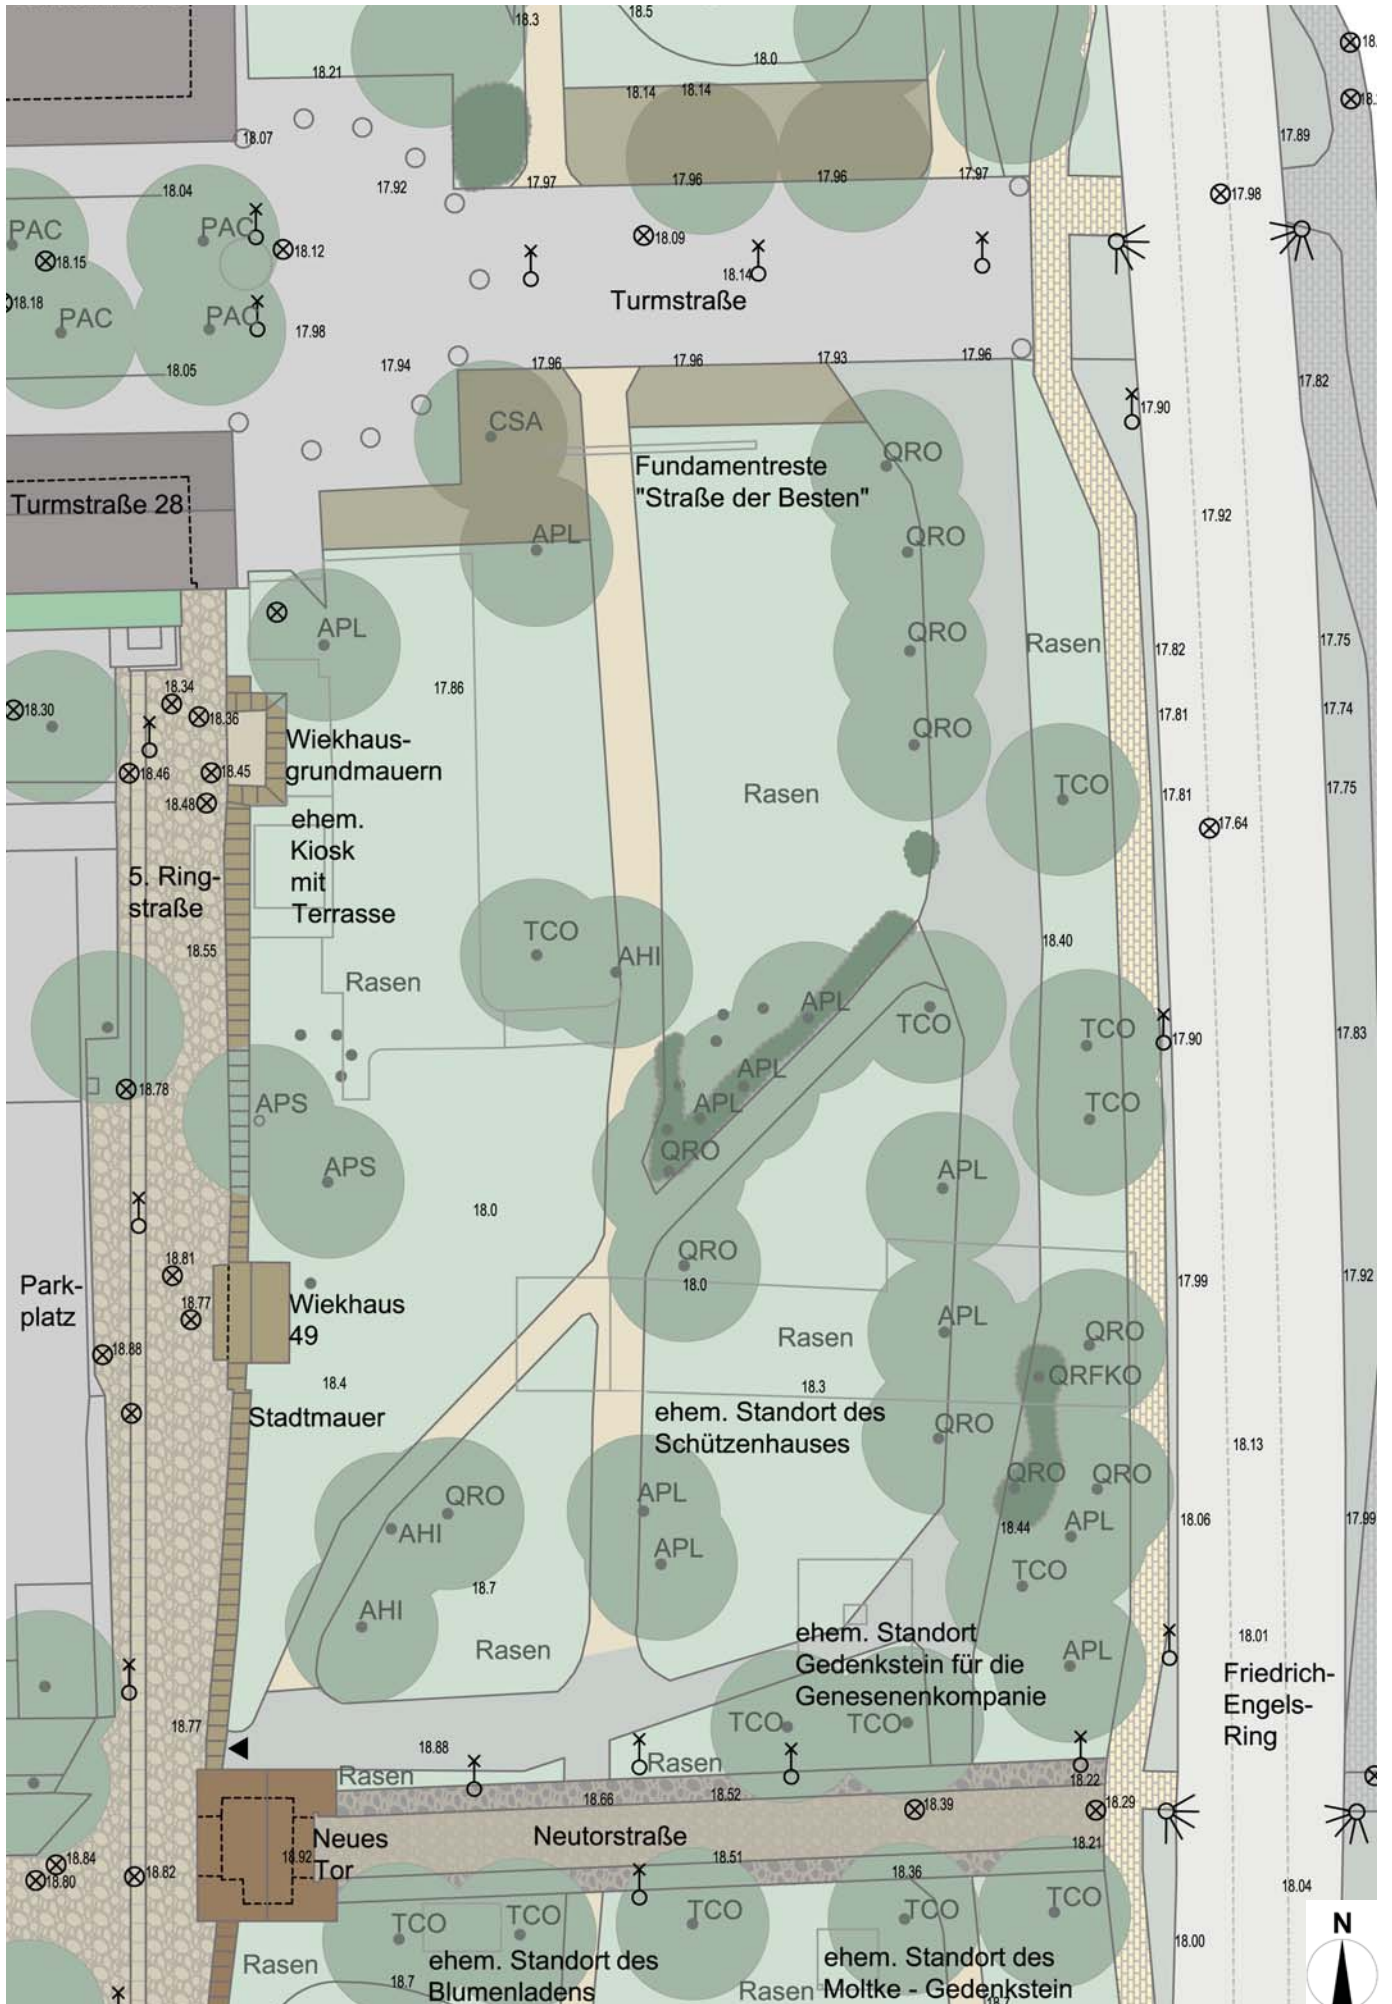 18.3
18.5
18.0
18.
18.21
18.14
18.14
18.07
17.89
17.92
17.97
17.96
17.96
17.97
18.04
17.98
PAC
PAC
18.15
18.12
18.09
18.14
Turmstraße
18.18
PAC
PAC
17.98
17.94
17.96
17.96
17.93
17.96
18.05
17.82
17.90
CSA
QRO
Fundamentreste
"Straße der Besten"
Turmstraße 28
17.92
APL
QRO
APL
QRO
Rasen
17.82
17.75
17.86
18.34
18.30
18.36
17.81
17.74
Wiekhaus-
grundmauern
QRO
18.46
18.45
18.48
TCO
Rasen
17.81
17.75
17.64
ehem.
Kiosk
mit
Terrasse
5. Ring-
straße
18.55
TCO
AHI
18.40
Rasen
APL
TCO
TCO
17.90
17.83
18.78
APL
APS
APL
TCO
QRO
APS
APL
18.0
QRO
18.0
18.81
17.99
17.92
Park-
platz
18.77
Wiekhaus
49
APL
QRO
Rasen
18.88
QRFKO
18.4
18.3
Stadtmauer
ehem. Standort des
Schützenhauses
QRO
18.13
QRO
APL
QRO
QRO
AHI
18.44
APL
18.06
17.99
APL
TCO
18.7
AHI
Rasen
ehem. Standort
Gedenkstein für die
Genesenenkompanie
APL
18.01
Friedrich-
Engels-
Ring
18.77
TCO
TCO
18.88
Rasen
Rasen
18.66
18.52
18.22
18.39
18.29
Neues
Tor
18.92
Neutorstraße
18.51
18.36
18.21
18.84
18.80
18.82
18.04
TCO
TCO
TCO
TCO
TCO
18.00
N
Rasen
ehem. Standort des
Blumenladens
18.7
ehem. Standort des
Moltke - Gedenkstein
Rasen